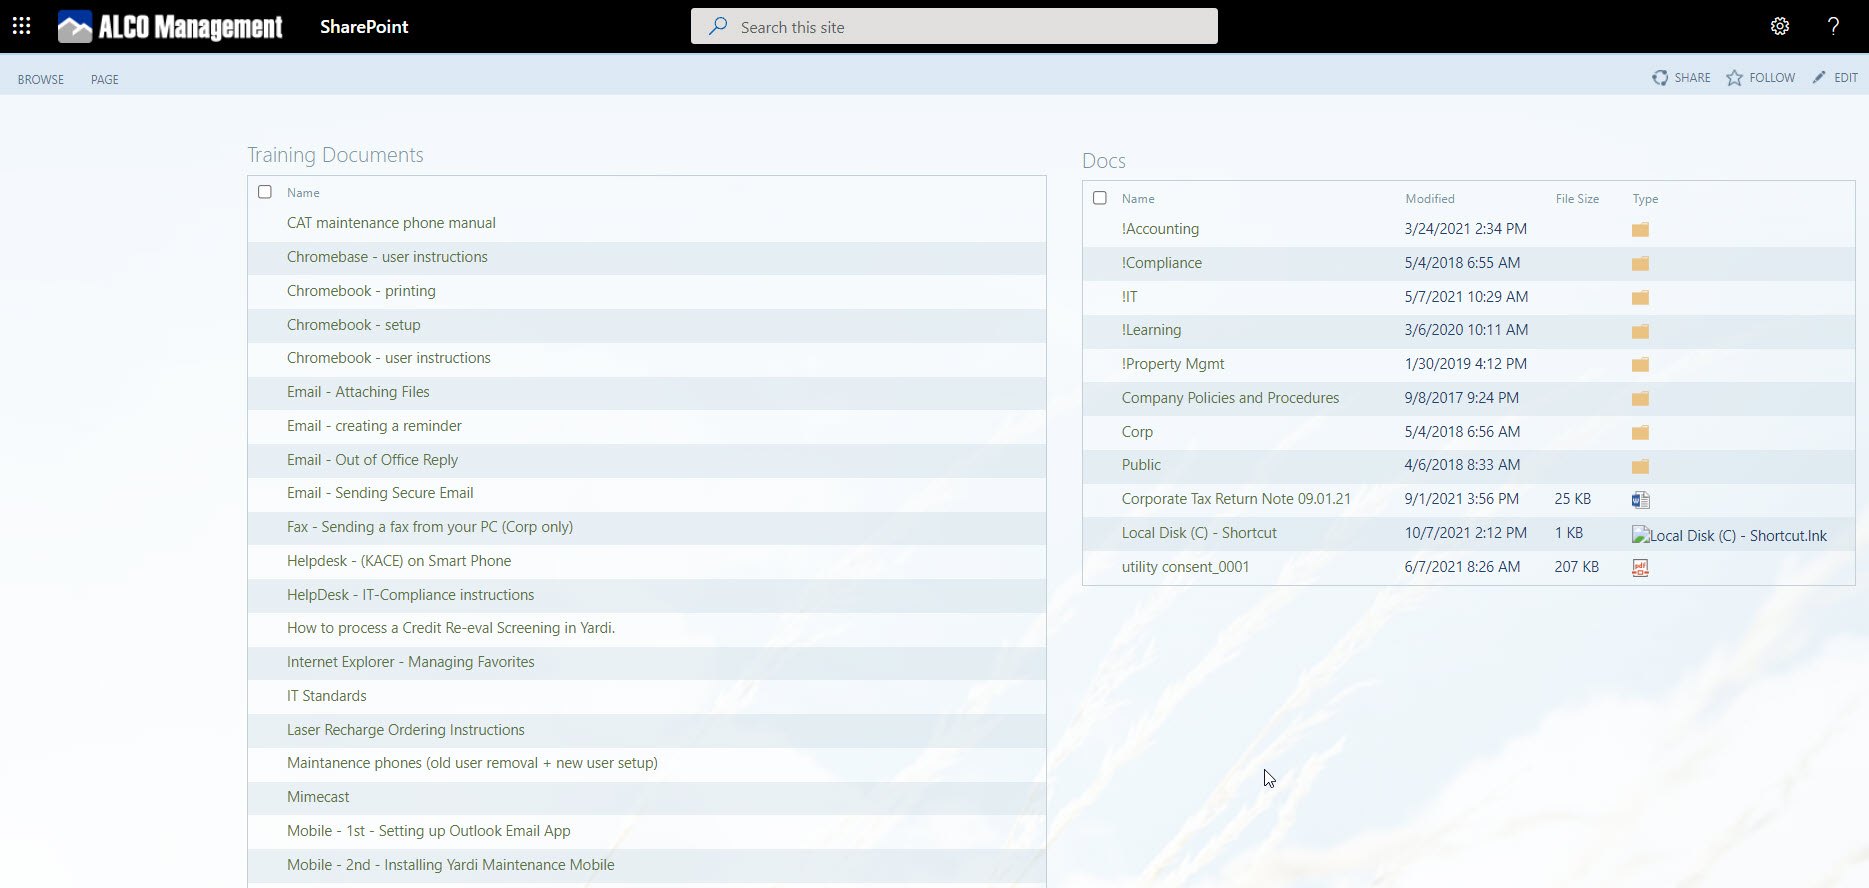 ALCO Management SharePoint Search this site ?
BROWSE PAGE SHARE FOLLOW EDIT
Training Documents
Name
CAT maintenance phone manual
Chromebase - user instructions
Chromebook - printing
Chromebook - setup
Chromebook - user instructions
Email - Attaching Files
Email - creating a reminder
Email - Out of Office Reply
Email - Sending Secure Email
Fax - Sending a fax from your PC (Corp only)
Helpdesk - (KACE) on Smart Phone
HelpDesk - IT-Compliance instructions
How to process a Credit Re-eval Screening in Yardi.
Internet Explorer - Managing Favorites
IT Standards
Laser Recharge Ordering Instructions
Maintanence phones (old user removal + new user setup)
Mimecast
Mobile - 1st - Setting up Outlook Email App
Mobile - 2nd - Installing Yardi Maintenance Mobile
Docs
Name Modified File Size Type
!Accounting 3/24/2021 2:34 PM
!Compliance 5/4/2018 6:55 AM
!IT 5/7/2021 10:29 AM
!Learning 3/6/2020 10:11 AM
!Property Mgmt 1/30/2019 4:12 PM
Company Policies and Procedures 9/8/2017 9:24 PM
Corp 5/4/2018 6:56 AM
Public 4/6/2018 8:33 AM
Corporate Tax Return Note 09.01.21 9/1/2021 3:56 PM 25 KB
Local Disk (C) - Shortcut 10/7/2021 2:12 PM 1 KB Local Disk (C) - Shortcut.lnk
utility consent_0001 6/7/2021 8:26 AM 207 KB pdf